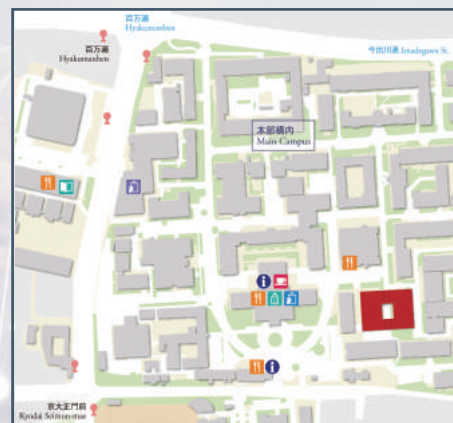 百万遍
Hyakumanben
百万遍
Hyakumanben
今出川通 Imadegawa St.
本部構内
Main Campus
i
i
京大正門前
Kyodai Seimon-mae